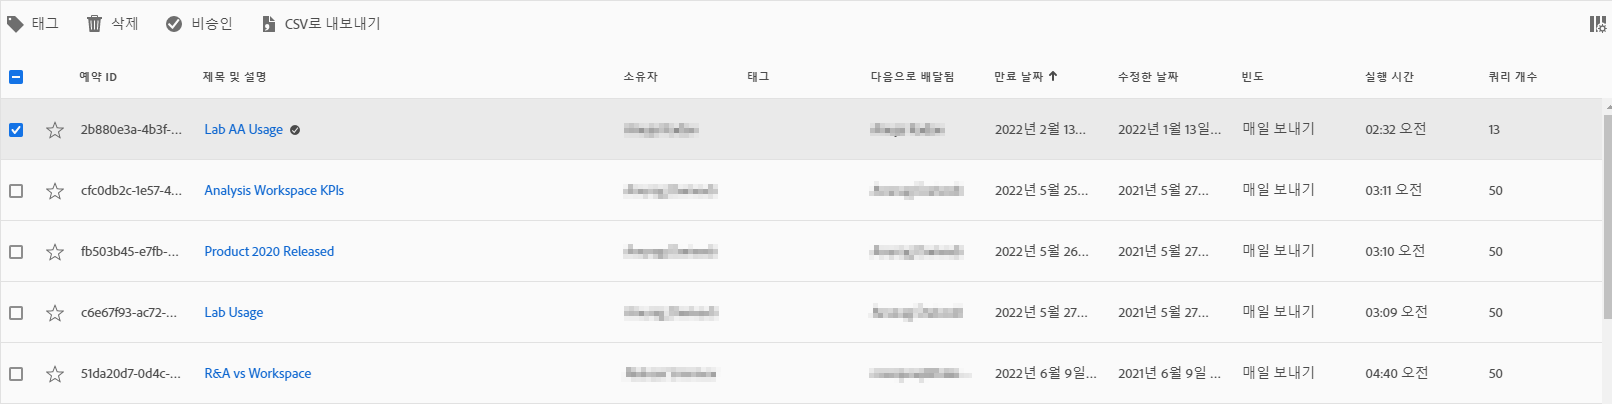 태그 삭제 비승인 CSV로 내보내기
예약 ID 제목 및 설명 소유자 태그 다음으로 배달됨 만료 날짜 수정한 날짜 빈도 실행 시간 쿼리 개수
2b880e3a-4b3f-... Lab AA Usage 2022년 2월 13... 2022년 1월 13일... 매일 보내기 02:32 오전 13
cfc0db2c-1e57-4... Analysis Workspace KPIs 2022년 5월 25... 2021년 5월 27... 매일 보내기 03:11 오전 50
fb503b45-e7fb-... Product 2020 Released 2022년 5월 26... 2021년 5월 27... 매일 보내기 03:10 오전 50
c6e67f93-ac72-... Lab Usage 2022년 5월 27... 2021년 5월 27... 매일 보내기 03:09 오전 50
51da20d7-0d4c-... R&A vs Workspace 2022년 6월 9일... 2021년 6월 9일 ... 매일 보내기 04:40 오전 50